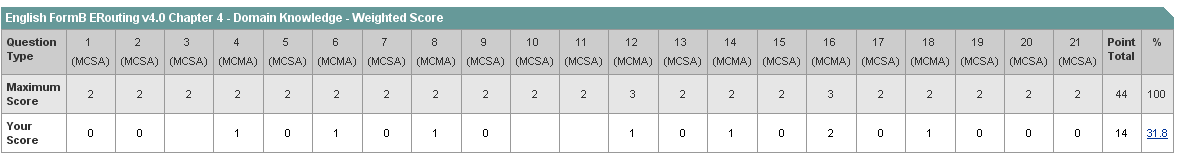 English FormB ERouting v4.0 Chapter 4 - Domain Knowledge - Weighted Score
Question 1 2 3 4 5 6 7 8 9 10 11 12 13 14 15 16 17 18 19 20 21 Point %
Type (MCSA) (MCSA) (MCSA) (MCMA) (MCSA) (MCMA) (MCSA) (MCMA) (MCSA) (MCSA) (MCSA) (MCMA) (MCSA) (MCMA) (MCSA) (MCMA) (MCSA) (MCMA) (MCSA) (MCSA) (MCSA) Total
Maximum
Score 2 2 2 2 2 2 2 2 2 2 2 3 2 2 2 3 2 2 2 2 2 44 100
Your
Score 0 0 1 0 1 0 1 0 1 0 1 0 2 0 1 0 0 0 14 31.8